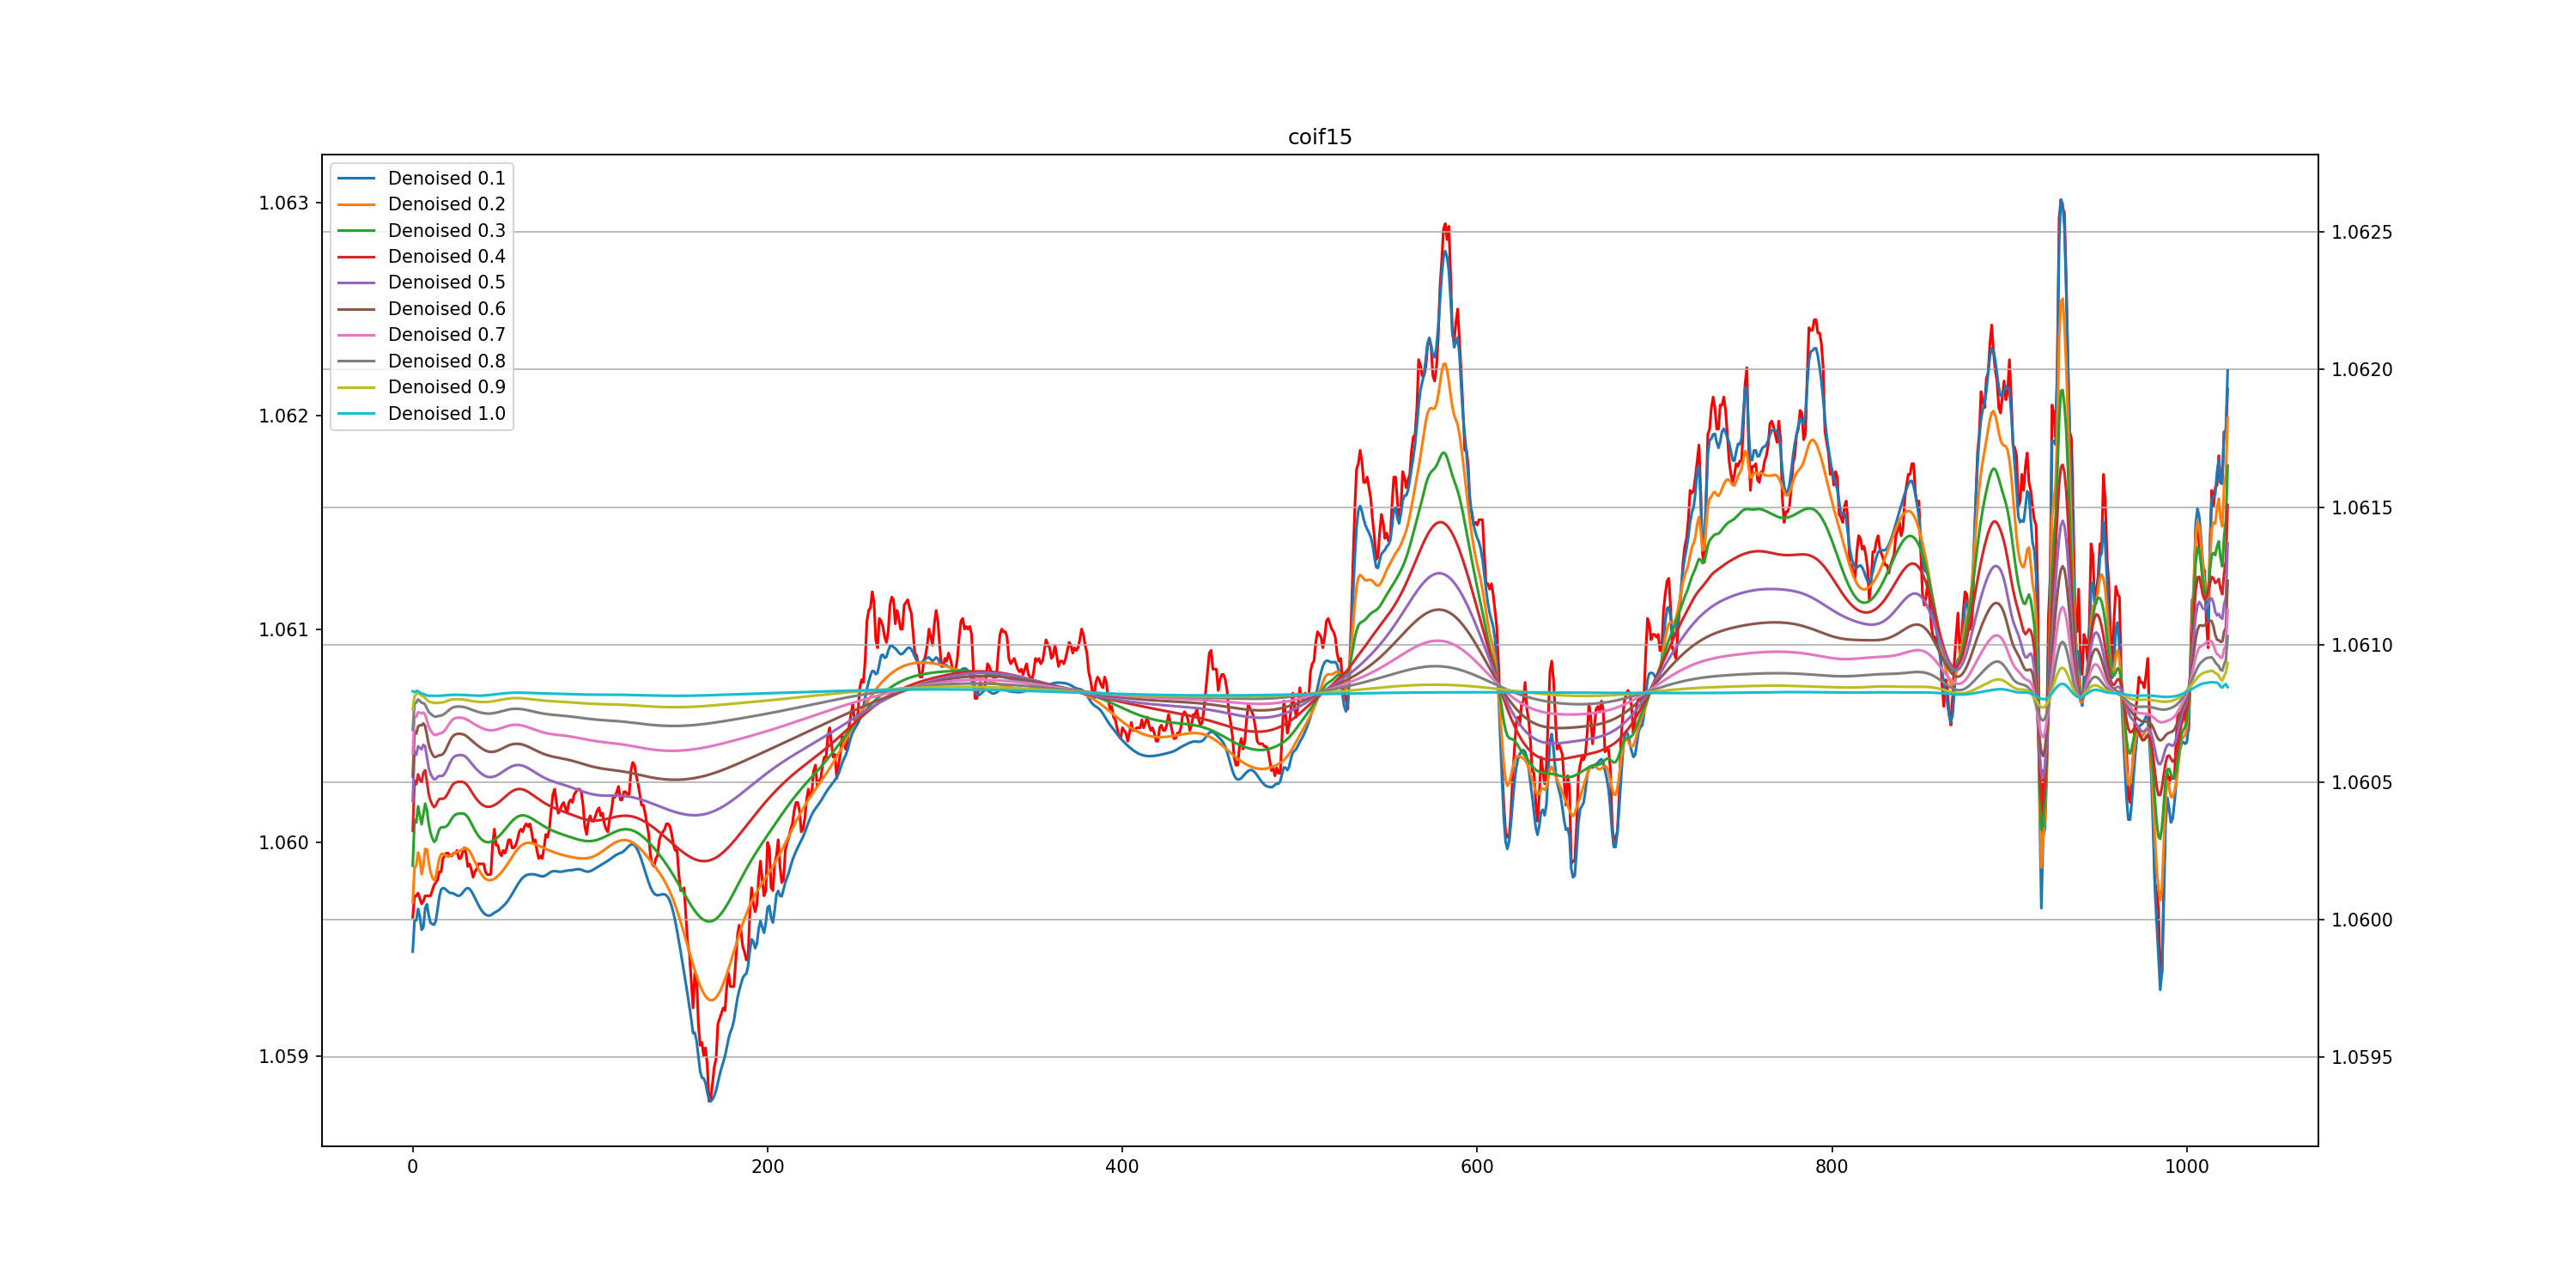 coif15
Denoised 0.1
Denoised 0.2
Denoised 0.3
Denoised 0.4
Denoised 0.5
Denoised 0.6
Denoised 0.7
Denoised 0.8
Denoised 0.9
Denoised 1.0
1.063
1.062
1.061
1.060
1.059
1.0625
1.0620
1.0615
1.0610
1.0605
1.0600
1.0595
0 200 400 600 800 1000